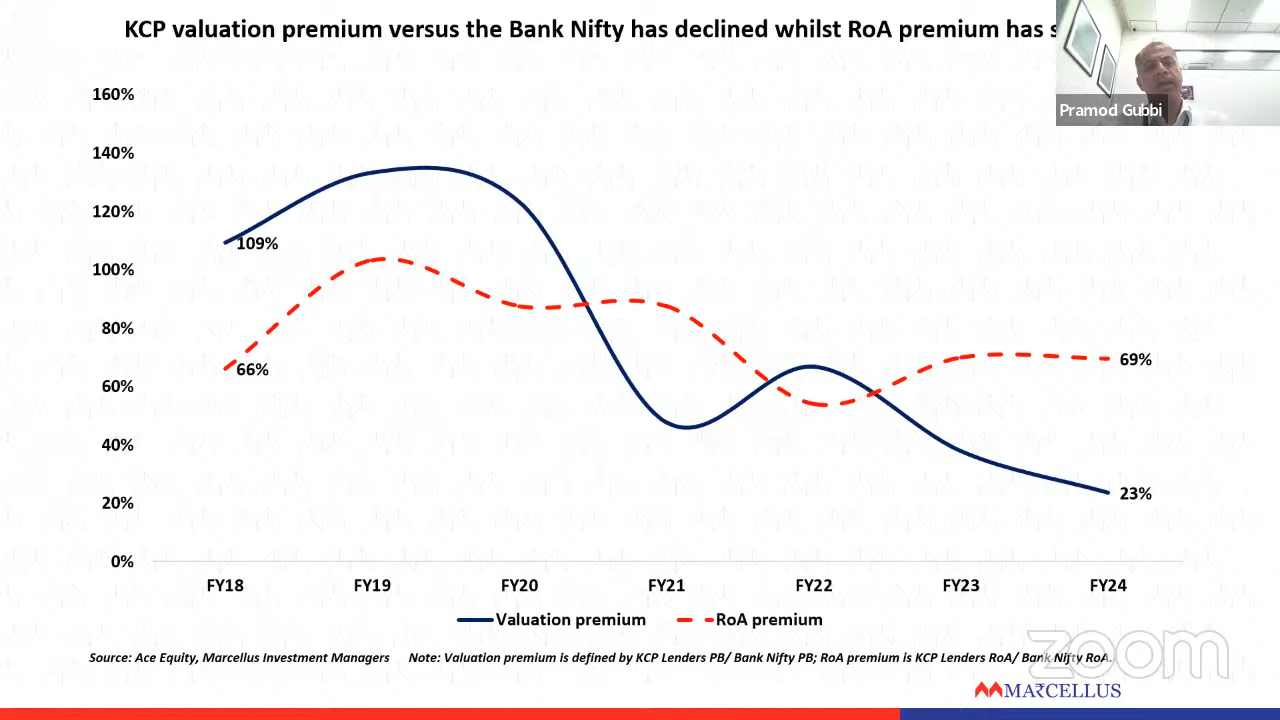 KCP valuation premium versus the Bank Nifty has declined whilst RoA premium has
Pramod Gubbi
160%
140%
120%
100%
80%
60%
40%
20%
0%
109%
66%
69%
23%
FY18 FY19 FY20 FY21 FY22 FY23 FY24
Valuation premium RoA premium
Source: Ace Equity, Marcellus Investment Managers Note: Valuation premium is defined by KCP Lenders PB/ Bank Nifty PB; RoA premium is KCP Lenders RoA/ Bank Nifty RoA.
zoom
MARCELLUS